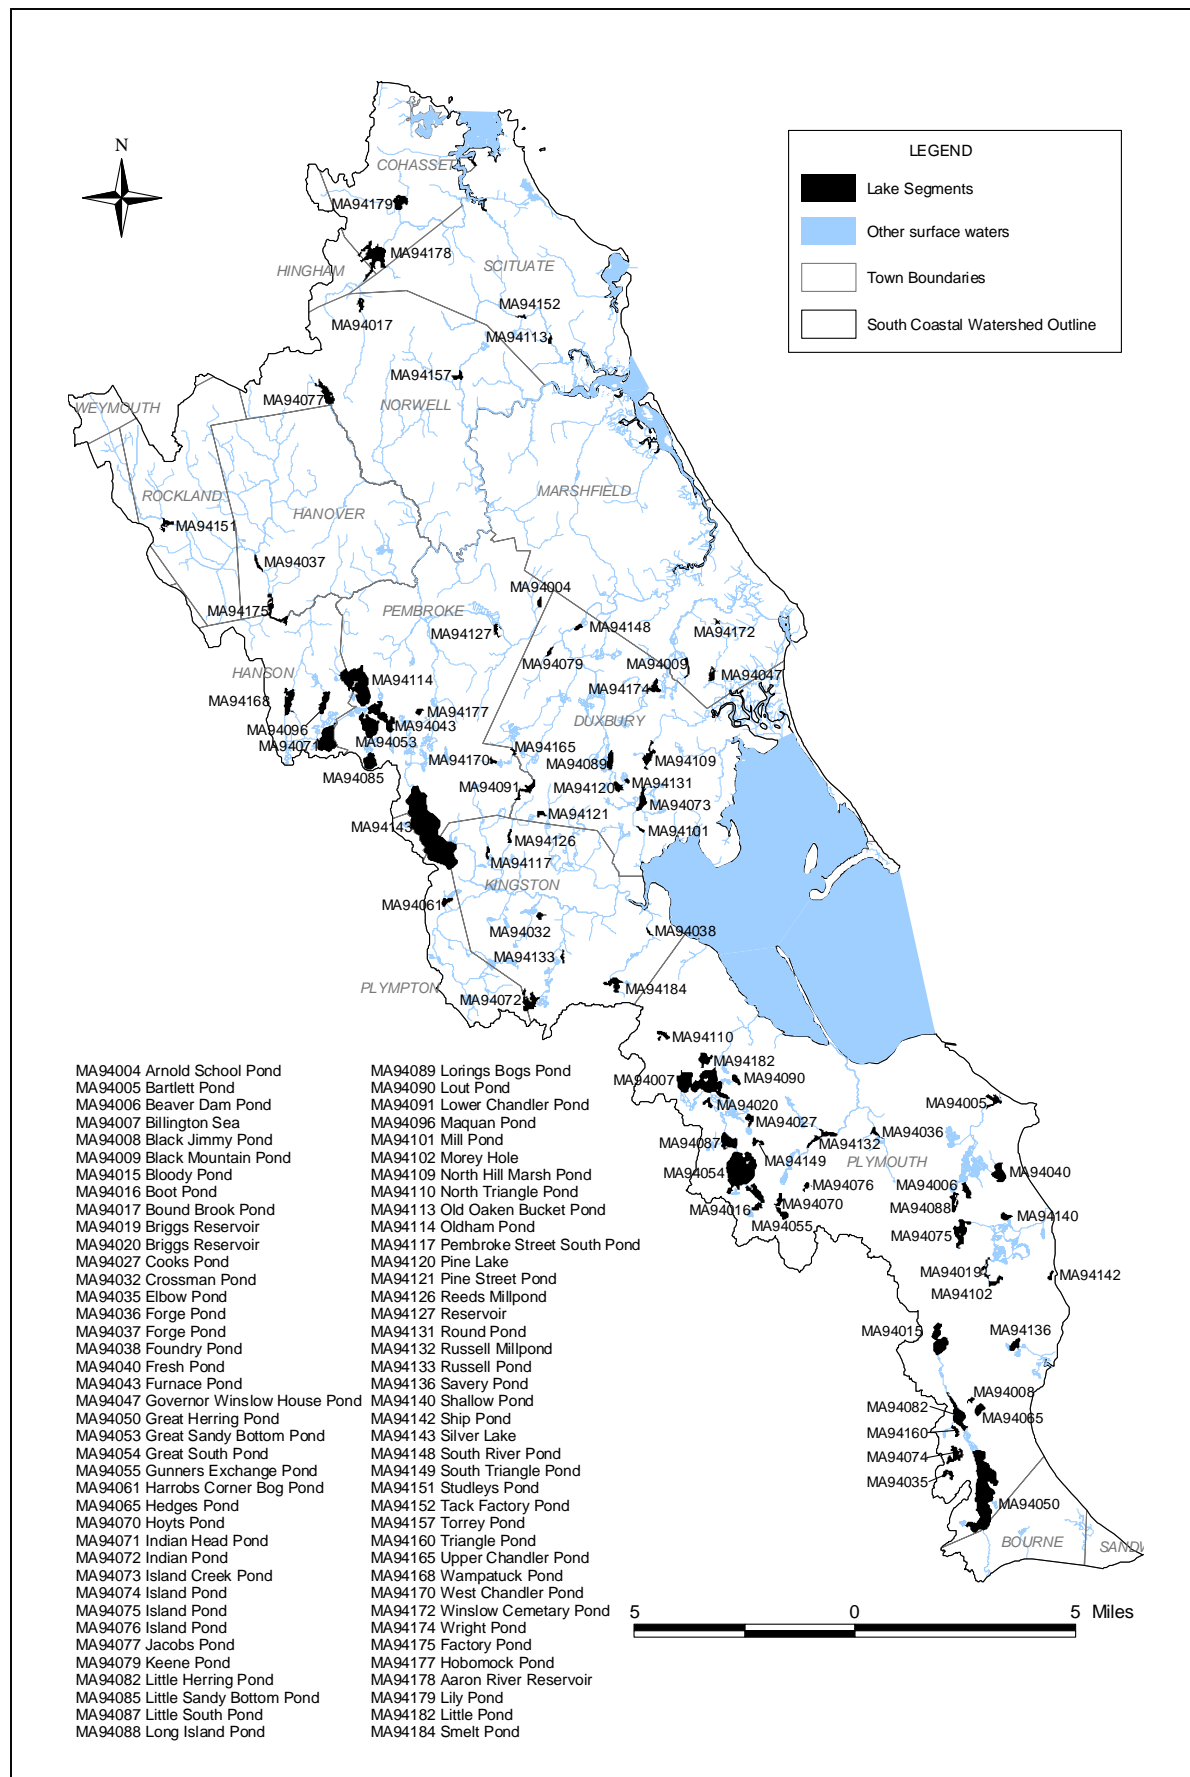 N
LEGEND
Lake Segments
Other surface waters
Town Boundaries
South Coastal Watershed Outline
COHASSET
MA94179
MA94178
HINGHAM
SCITUATE
MA94152
MA94017
MA94113
MA94157
MA94077
NORWELL
WEYMOUTH
ROCKLAND
MARSHFIELD
HANOVER
MA94151
MA94037
MA94004
MA94175
PEMBROKE
MA94127
MA94148
MA94172
MA94079
MA94009
HANSON
MA94114
MA94047
MA94174
MA94168
MA94177
DUXBURY
MA94043
MA94096
MA94053
MA94071
MA94165
MA94170
MA94089
MA94109
MA94085
MA94091
MA94120
MA94131
MA94073
MA94121
MA94143
MA94101
MA94126
MA94117
KINGSTON
MA94061
MA94032
MA94038
MA94133
PLYMPTON
MA94184
MA94072
MA94110
MA94182
MA94007
MA94090
MA94020
MA94005
MA94027
MA94036
MA94087
MA94132
MA94149
PLYMOUTH
MA94054
MA94040
MA94076
MA94006
MA94070
MA94088
MA94016
MA94055
MA94140
MA94075
MA94019
MA94142
MA94102
MA94015
MA94136
MA94008
MA94082
MA94065
MA94160
MA94074
MA94035
MA94050
BOURNE
SANDW
5 0 5 Miles
MA94004 Arnold School Pond
MA94005 Bartlett Pond
MA94006 Beaver Dam Pond
MA94007 Billington Sea
MA94008 Black Jimmy Pond
MA94009 Black Mountain Pond
MA94015 Bloody Pond
MA94016 Boot Pond
MA94017 Bound Brook Pond
MA94019 Briggs Reservoir
MA94020 Briggs Reservoir
MA94027 Cooks Pond
MA94032 Crossman Pond
MA94035 Elbow Pond
MA94036 Forge Pond
MA94037 Forge Pond
MA94038 Foundry Pond
MA94040 Fresh Pond
MA94043 Furnace Pond
MA94047 Governor Winslow House Pond
MA94050 Great Herring Pond
MA94053 Great Sandy Bottom Pond
MA94054 Great South Pond
MA94055 Gunners Exchange Pond
MA94061 Harrobs Corner Bog Pond
MA94065 Hedges Pond
MA94070 Hoyts Pond
MA94071 Indian Head Pond
MA94072 Indian Pond
MA94073 Island Creek Pond
MA94074 Island Pond
MA94075 Island Pond
MA94076 Island Pond
MA94077 Jacobs Pond
MA94079 Keene Pond
MA94082 Little Herring Pond
MA94085 Little Sandy Bottom Pond
MA94087 Little South Pond
MA94088 Long Island Pond
MA94089 Lorings Bogs Pond
MA94090 Lout Pond
MA94091 Lower Chandler Pond
MA94096 Maquan Pond
MA94101 Mill Pond
MA94102 Morey Hole
MA94109 North Hill Marsh Pond
MA94110 North Triangle Pond
MA94113 Old Oaken Bucket Pond
MA94114 Oldham Pond
MA94117 Pembroke Street South Pond
MA94120 Pine Lake
MA94121 Pine Street Pond
MA94126 Reeds Millpond
MA94127 Reservoir
MA94131 Round Pond
MA94132 Russell Millpond
MA94133 Russell Pond
MA94136 Savery Pond
MA94140 Shallow Pond
MA94142 Ship Pond
MA94143 Silver Lake
MA94148 South River Pond
MA94149 South Triangle Pond
MA94151 Studleys Pond
MA94152 Tack Factory Pond
MA94157 Torrey Pond
MA94160 Triangle Pond
MA94165 Upper Chandler Pond
MA94168 Wampatuck Pond
MA94170 West Chandler Pond
MA94172 Winslow Cemetary Pond
MA94174 Wright Pond
MA94175 Factory Pond
MA94177 Hobomock Pond
MA94178 Aaron River Reservoir
MA94179 Lily Pond
MA94182 Little Pond
MA94184 Smelt Pond